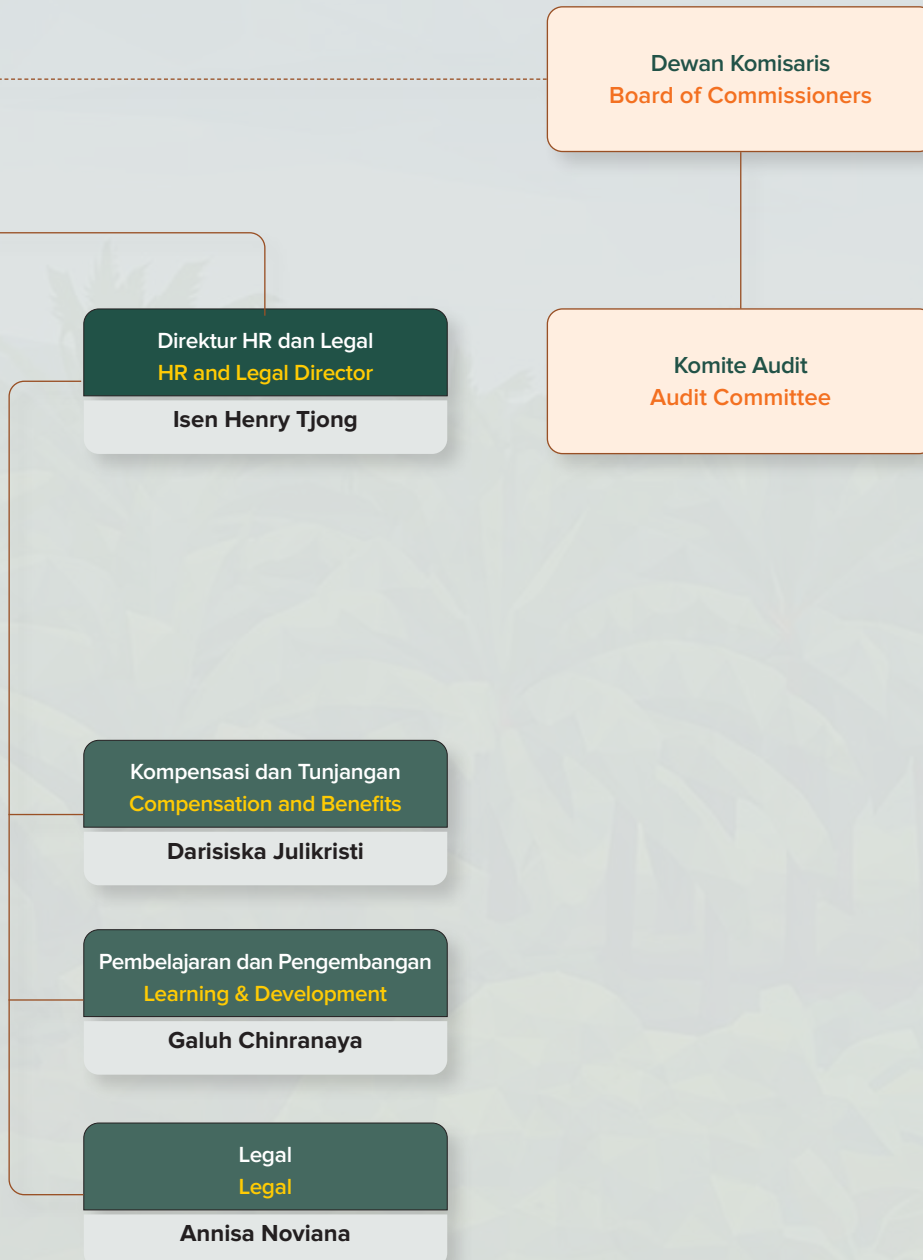 Dewan Komisaris
Board of Commissioners
Direktur HR dan Legal
HR and Legal Director
Isen Henry Tjong
Komite Audit
Audit Committee
Kompensasi dan Tunjangan
Compensation and Benefits
Darisiska Julikristi
Pembelajaran dan Pengembangan
Learning & Development
Galuh Chinranaya
Legal
Legal
Annisa Noviana